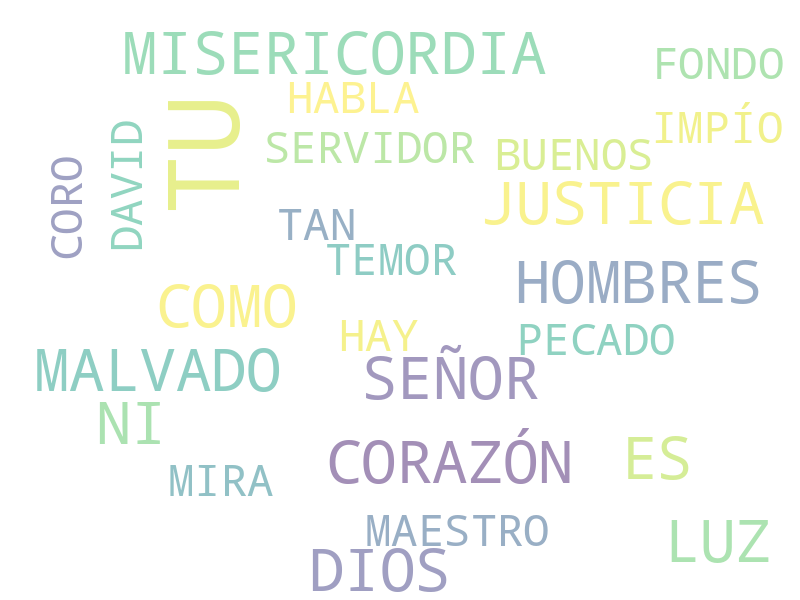 MISERICORDIA
FONDO
HABLA
TU
IMPÍO
DAVID
SERVIDOR
BUENOS
CORO
JUSTICIA
TAN
TEMOR
HOMBRES
COMO
HAY
PECADO
MALVADO
SEÑOR
NI
CORAZÓN
ES
MIRA
MAESTRO
LUZ
DIOS